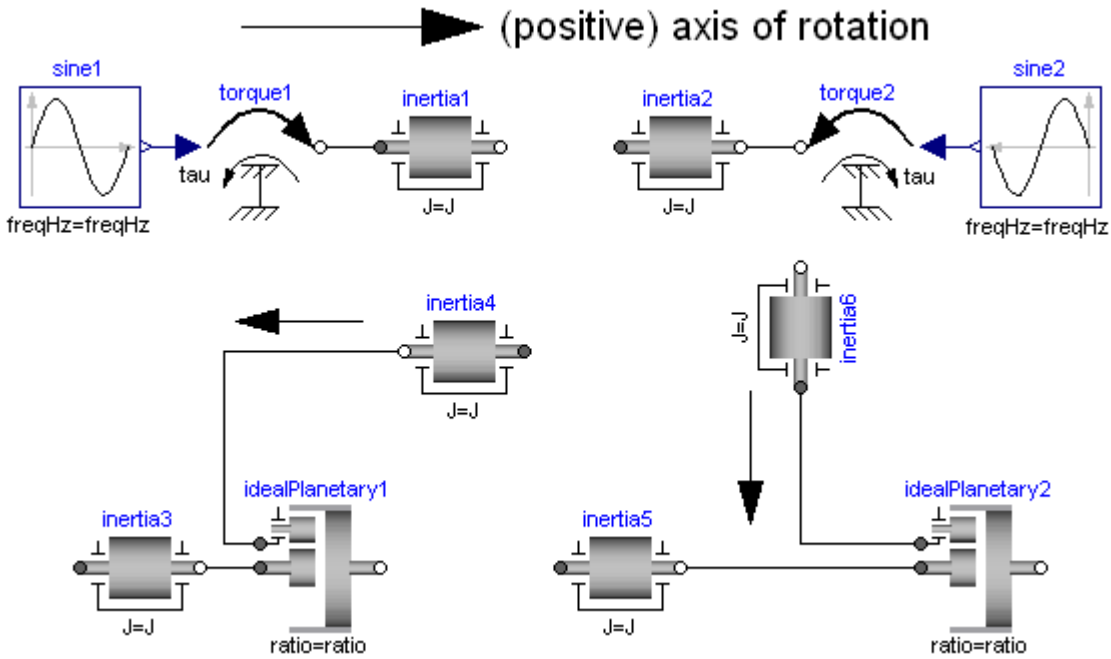 (positive) axis of rotation
sine1
torque1
inertia1
inertia2
torque2
sine2
tau
tau
freqHz=freqHz
J=J
J=J
freqHz=freqHz
inertia4
J=J
inertia6
J=J
idealPlanetary1
idealPlanetary2
inertia3
inertia5
J=J
J=J
ratio=ratio
ratio=ratio